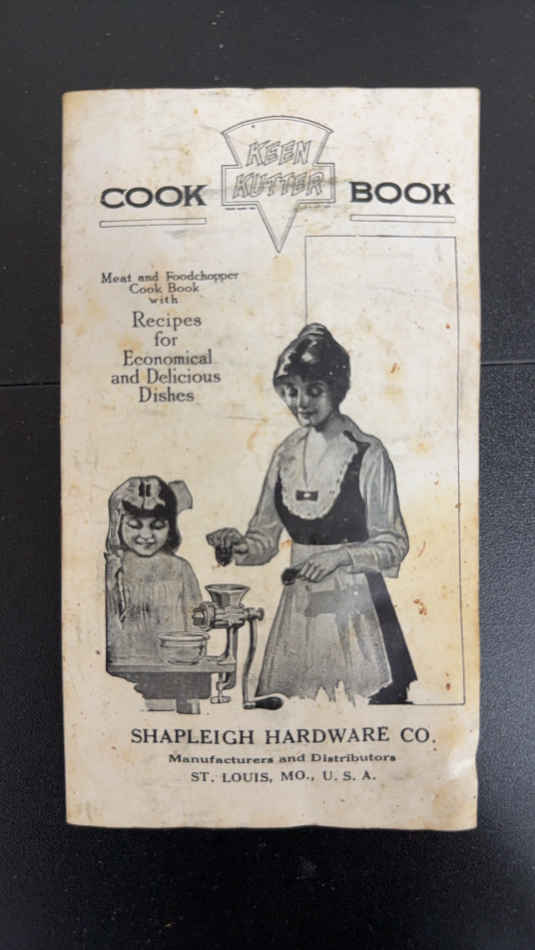 KEEN
KUTTER
COOK BOOK
Meat and Foodchopper
Cook Book
with
Recipes
for
Economical
and Delicious
Dishes
SHAPLEIGH HARDWARE CO.
Manufacturers and Distributors
ST. LOUIS, MO., U. S. A.